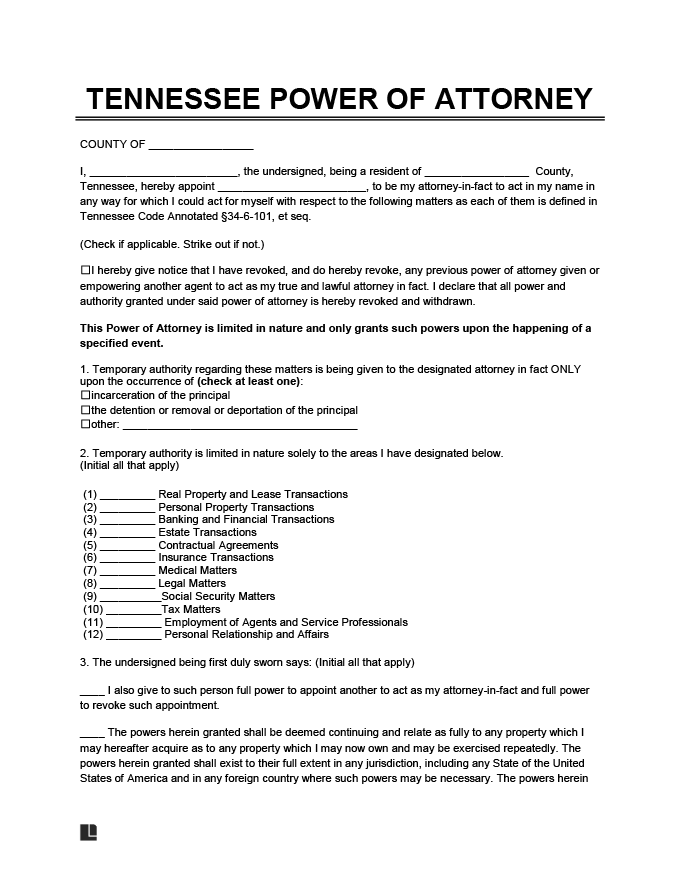 TENNESSEE POWER OF ATTORNEY
COUNTY OF _________________
I, ________________________, the undersigned, being a resident of _________________ County,
Tennessee, hereby appoint ________________________, to be my attorney-in-fact to act in my name in
any way for which I could act for myself with respect to the following matters as each of them is defined in
Tennessee Code Annotated §34-6-101, et seq.
(Check if applicable. Strike out if not.)
☐I hereby give notice that I have revoked, and do hereby revoke, any previous power of attorney given or
empowering another agent to act as my true and lawful attorney in fact. I declare that all power and
authority granted under said power of attorney is hereby revoked and withdrawn.
This Power of Attorney is limited in nature and only grants such powers upon the happening of a
specified event.
1. Temporary authority regarding these matters is being given to the designated attorney in fact ONLY
upon the occurrence of (check at least one):
☐incarceration of the principal
☐the detention or removal or deportation of the principal
☐other: ______________________________________
2. Temporary authority is limited in nature solely to the areas I have designated below.
(Initial all that apply)
(1) _________ Real Property and Lease Transactions
(2) _________ Personal Property Transactions
(3) _________ Banking and Financial Transactions
(4) _________ Estate Transactions
(5) _________ Contractual Agreements
(6) _________ Insurance Transactions
(7) _________ Medical Matters
(8) _________ Legal Matters
(9) __________Social Security Matters
(10) _________Tax Matters
(11) _________ Employment of Agents and Service Professionals
(12) _________ Personal Relationship and Affairs
3. The undersigned being first duly sworn says: (Initial all that apply)
____ I also give to such person full power to appoint another to act as my attorney-in-fact and full power
to revoke such appointment.
____ The powers herein granted shall be deemed continuing and relate as fully to any property which I
may hereafter acquire as to any property which I may now own and may be exercised repeatedly. The
powers herein granted shall exist to their full extent in any jurisdiction, including any State of the United
States of America and in any foreign country where such powers may be necessary. The powers herein